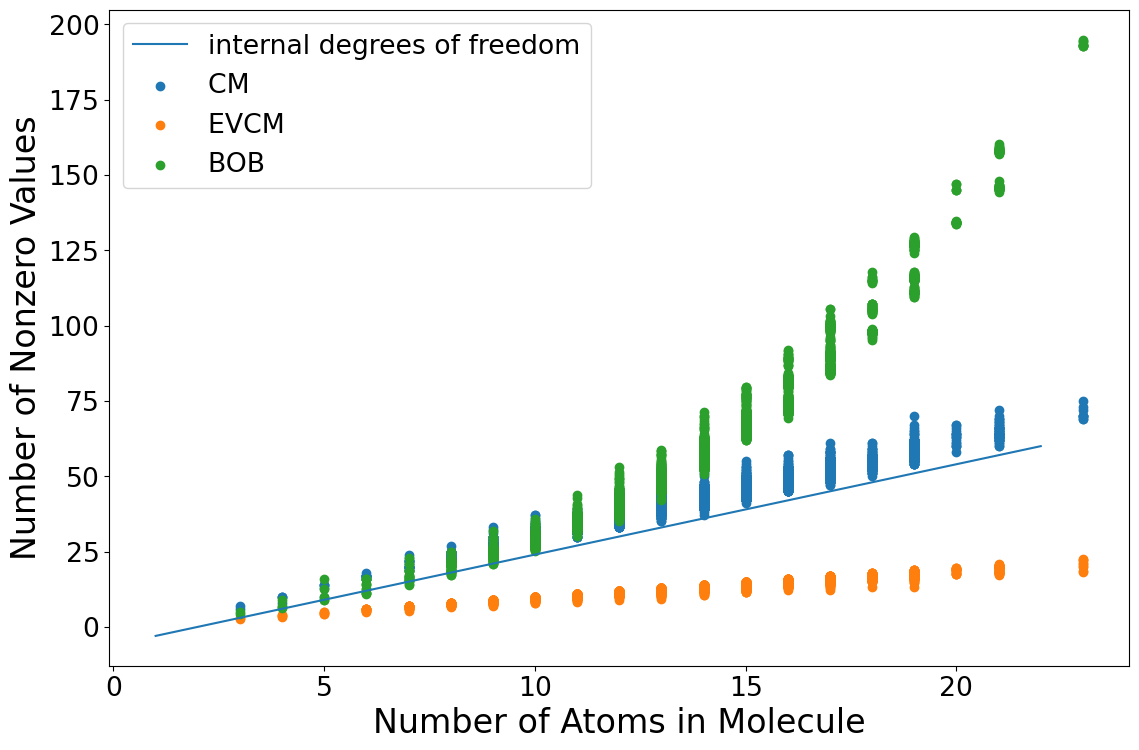 Number of Nonzero Values
200
175
150
125
100
75
50
25
0
internal degrees of freedom
CM
EVCM
BOB
0 5 10 15 20
Number of Atoms in Molecule